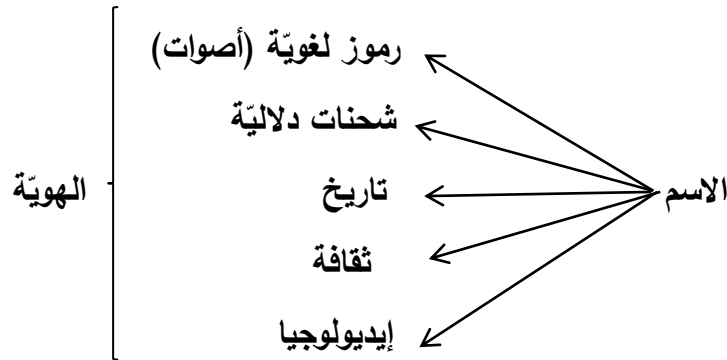 رموز لغويّة (أصوات)
شحنات دلاليّة
الاسم
تاريخ
الهويّة
ثقافة
إيديولوجيا